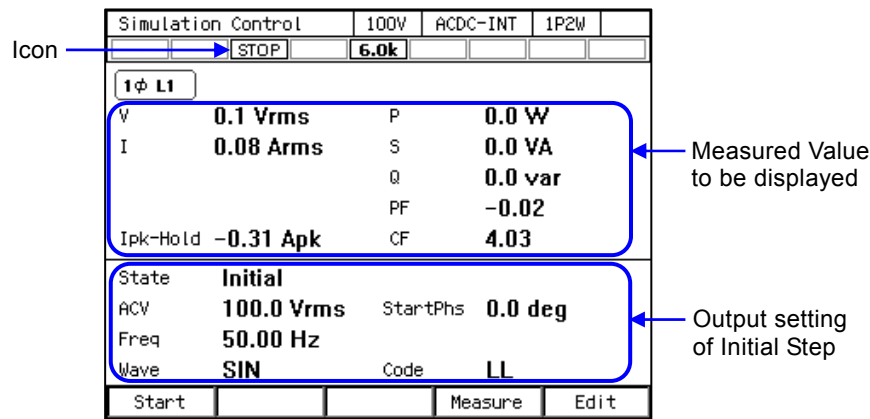 Simulation Control 100V ACDC-INT 1P2W
Icon STOP 6.0k
1ϕ L1
V 0.1 Vrms P 0.0 W
I 0.08 Arms S 0.0 VA
Q 0.0 var
PF -0.02
Ipk-Hold -0.31 Apk CF 4.03
Measured Value
to be displayed
State Initial
ACV 100.0 Vrms StartPhs 0.0 deg
Freq 50.00 Hz
Wave SIN Code LL
Output setting
of Initial Step
Start Measure Edit